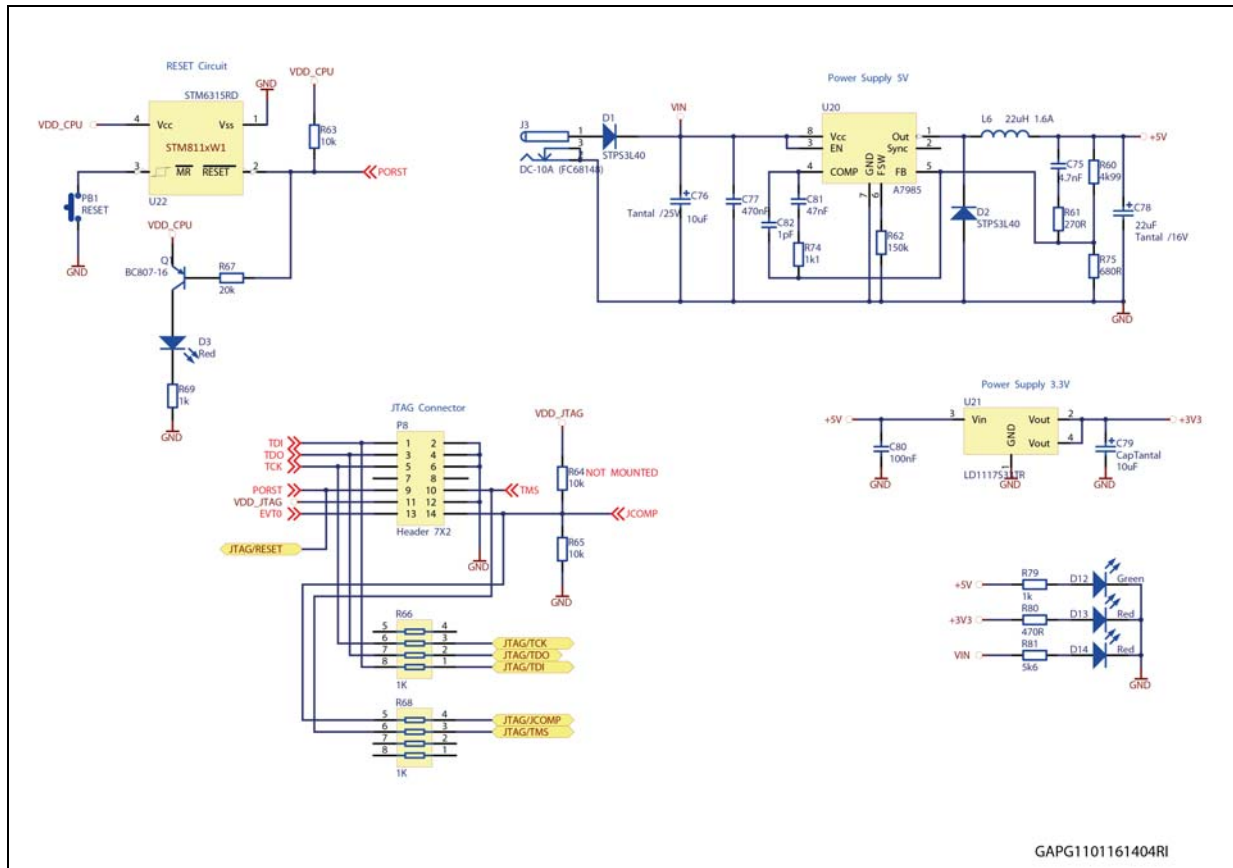 RESET Circuit
VDD_CPU
GND
STM6315RD
VDD_CPU
4
Vcc
Vss
1
R63
10k
STM811xW1
3
MR
RESET
2
PORST
U22
PB1
RESET
GND
VDD_CPU
Q1
BC807-16
R67
20k
D3
Red
R69
1k
GND
Power Supply 5V
VIN
U20
J3
1
3
2
DC-10A (FC68148)
D1
STPS3L40
8
Vcc
Out
1
3
EN
Sync
2
4
COMP
GND
FSW
FB
5
7
6
A7985
L6
22uH 1.6A
+5V
C75
4.7nF
R60
4k99
C76
Tantal /25V
10uF
C77
470nF
C82
1pF
C81
47nF
R74
1k1
R62
150k
D2
STPS3L40
R61
270R
C78
22uF
Tantal /16V
R75
680R
GND
Power Supply 3.3V
U21
+5V
3
Vin
Vout
2
+3V3
GND
Vout
4
1
C80
100nF
LD1117S33TR
C79
CapTantal
10uF
GND
GND
GND
JTAG Connector
P8
VDD_JTAG
TDI
1
2
TDO
3
4
TCK
5
6
7
8
R64
NOT MOUNTED
10k
PORST
9
10
TMS
VDD_JTAG
11
12
EVT0
13
14
JCOMP
Header 7X2
R65
10k
JTAG/RESET
GND
GND
R66
5
4
6
3
JTAG/TCK
7
2
JTAG/TDO
8
1
JTAG/TDI
1K
R68
5
4
JTAG/JCOMP
6
3
JTAG/TMS
7
2
8
1
1K
R79
D12
Green
+5V
1k
R80
D13
Red
+3V3
470R
R81
D14
Red
VIN
5k6
GND
GAPG1101161404RI